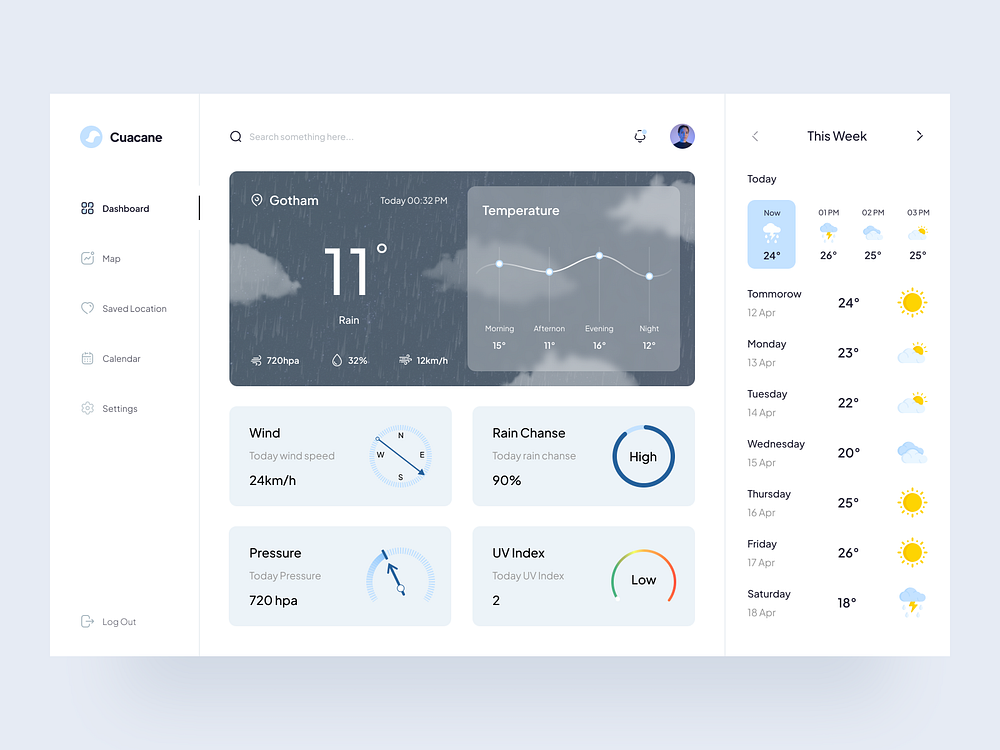 Cuacane
Dashboard
Map
Saved Location
Calendar
Settings
Log Out
Search something here...
Gotham
Today 00:32 PM
11°
Rain
720hpa
32%
12km/h
Temperature
Morning
Afternon
Evening
Night
15°
11°
16°
12°
Wind
Today wind speed
24km/h
N
W
E
S
Rain Chanse
Today rain chanse
90%
High
Pressure
Today Pressure
720 hpa
UV Index
Today UV Index
2
Low
This Week
Today
Now
01 PM
02 PM
03 PM
24°
26°
25°
25°
Tommorow
12 Apr
24°
Monday
13 Apr
23°
Tuesday
14 Apr
22°
Wednesday
15 Apr
20°
Thursday
16 Apr
25°
Friday
17 Apr
26°
Saturday
18 Apr
18°